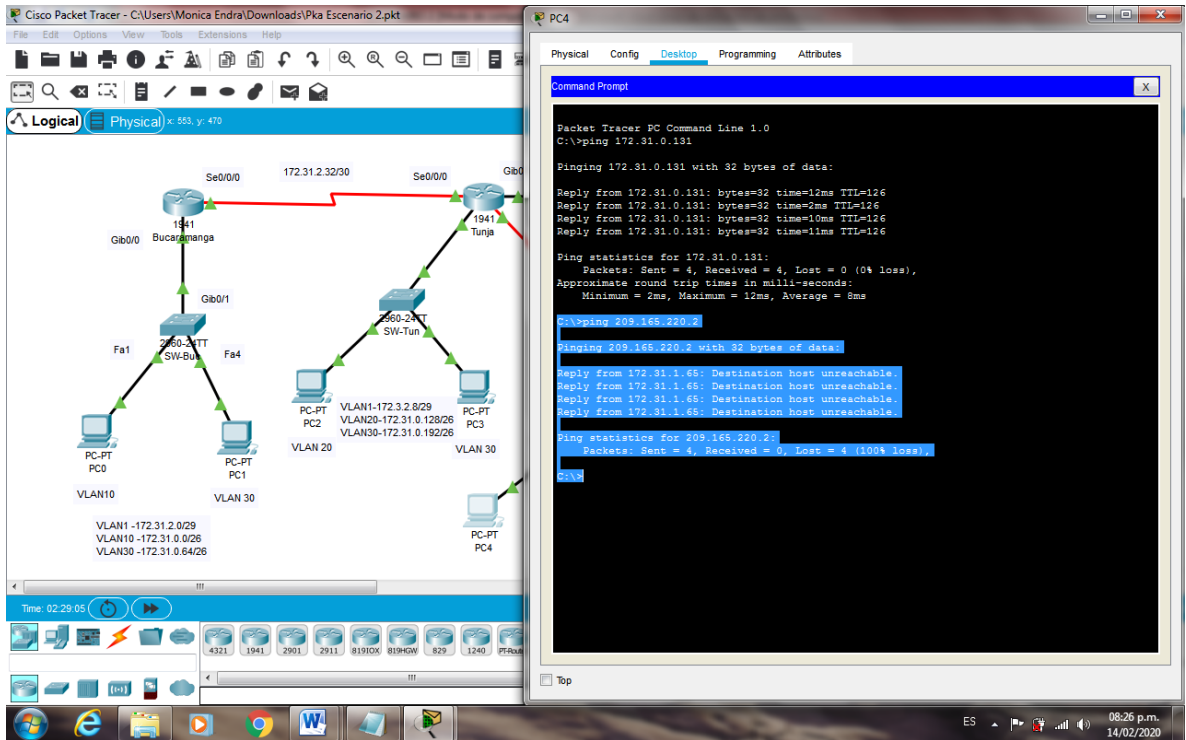 Cisco Packet Tracer - C:\Users\Monica Endra\Downloads\Pka Escenario 2.pkt
File Edit Options View Tools Extensions Help
Logical
Physical
x: 553, y: 470
Se0/0/0
172.31.2.32/30
Se0/0/0
Gib0
1941
Bucaramanga
Gib0/0
1941
Tunja
Gib0/1
2960-24TT
SW-Tun
2960-24TT
SW-Bu
Fa1
Fa4
PC-PT
PC2
VLAN1-172.3.2.8/29
VLAN20-172.31.0.128/26
VLAN30-172.31.0.192/26
PC-PT
PC3
VLAN 20
VLAN 30
PC-PT
PC0
PC-PT
PC1
VLAN10
VLAN 30
VLAN1 -172.31.2.0/29
VLAN10 -172.31.0.0/26
VLAN30 -172.31.0.64/26
PC-PT
PC4
Time: 02:29:05
4321 1941 2901 2911 819IOX 819HGW 829 1240 PT-Rout
PC4
Physical Config Desktop Programming Attributes
Command Prompt
X
Packet Tracer PC Command Line 1.0
C:\>ping 172.31.0.131
Pinging 172.31.0.131 with 32 bytes of data:
Reply from 172.31.0.131: bytes=32 time=12ms TTL=126
Reply from 172.31.0.131: bytes=32 time=2ms TTL=126
Reply from 172.31.0.131: bytes=32 time=10ms TTL=126
Reply from 172.31.0.131: bytes=32 time=11ms TTL=126
Ping statistics for 172.31.0.131:
Packets: Sent = 4, Received = 4, Lost = 0 (0% loss),
Approximate round trip times in milli-seconds:
Minimum = 2ms, Maximum = 12ms, Average = 8ms
C:\>ping 209.165.220.2
Pinging 209.165.220.2 with 32 bytes of data:
Reply from 172.31.1.65: Destination host unreachable.
Reply from 172.31.1.65: Destination host unreachable.
Reply from 172.31.1.65: Destination host unreachable.
Reply from 172.31.1.65: Destination host unreachable.
Ping statistics for 209.165.220.2:
Packets: Sent = 4, Received = 0, Lost = 4 (100% loss),
C:\>
Top
ES
08:26 p.m.
14/02/2020